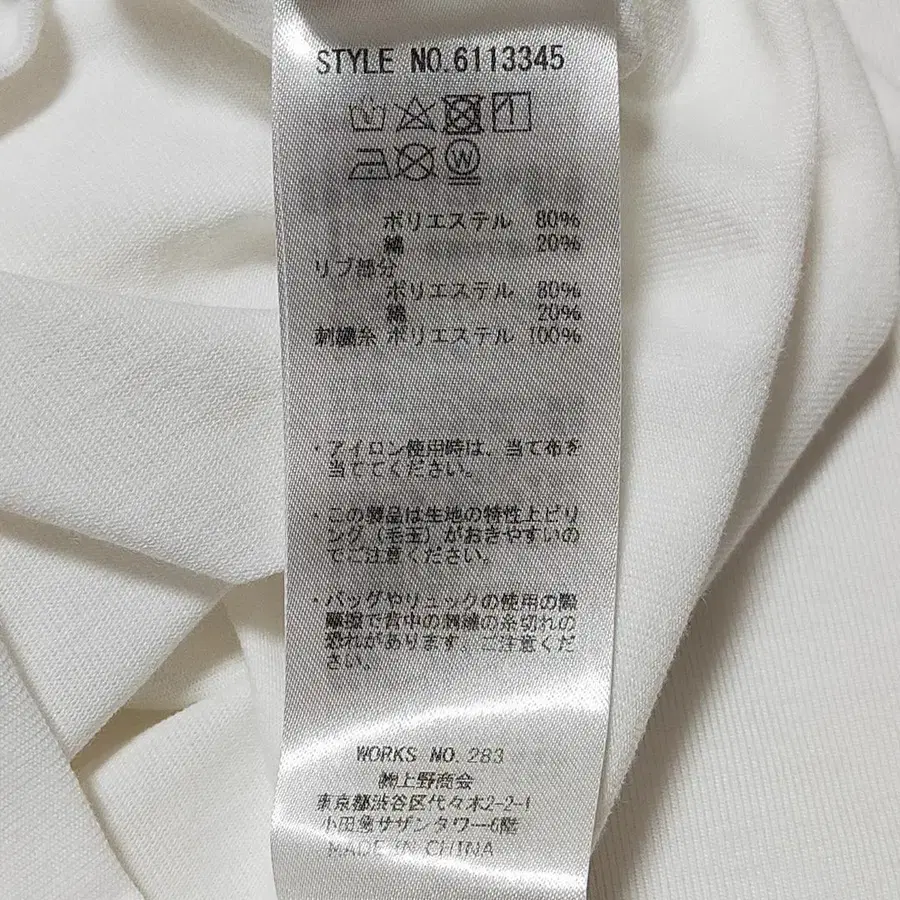 STYLE NO.6113345
W
ポリエステル 80%
綿 20%
リブ部分
ポリエステル 80%
綿 20%
刺繍糸 ポリエステル 100%
・アイロン使用時は、当て布を
当ててください。
・この製品は生地の特性上ピリ
ング（毛玉）がおきやすいの
でご注意ください。
・バッグやリュックの使用の際
摩擦で背中の刺繍の糸切れの
恐れがあります。ご注意くだ
さい。
WORKS NO.283
㈱上野商会
東京都渋谷区代々木2-2-1
小田急サザンタワー6階
MADE IN CHINA